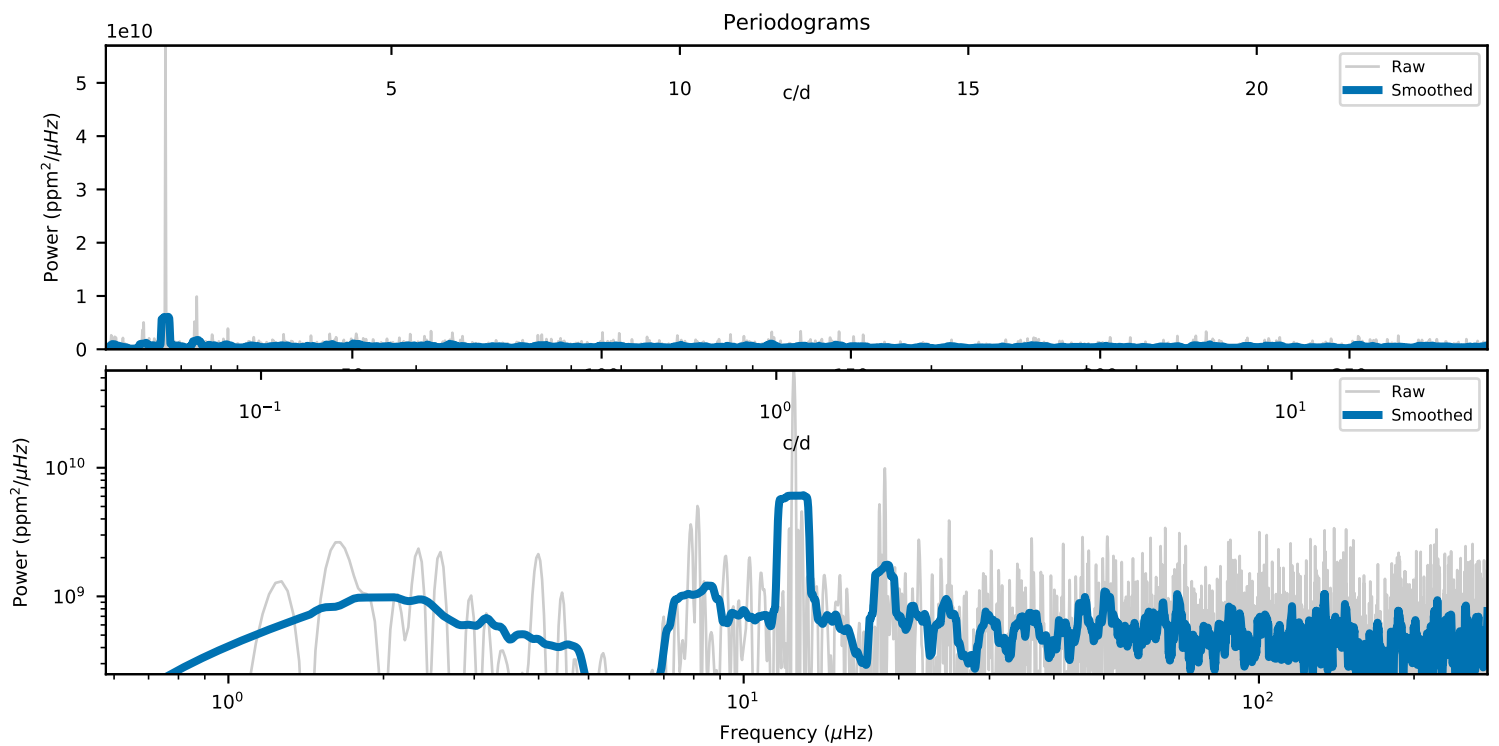 Periodograms
1e10
Power (ppm²/μHz)
5
4
3
2
1
0
5 10 15 20
c/d
Raw
Smoothed
10⁻¹ 10⁰ 10¹
c/d
Raw
Smoothed
Power (ppm²/μHz)
10¹⁰
10⁹
10⁰ 10¹ 10²
Frequency (μHz)